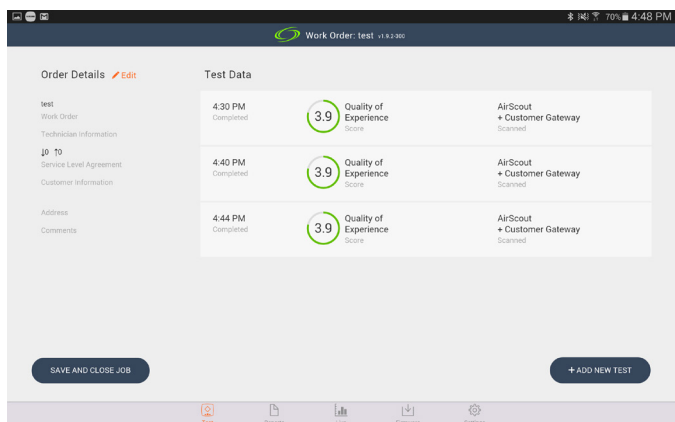 70% 4:48 PM
Work Order: test v1.9.2-300
Order Details Edit
test
Work Order
Technician Information
↓0 ↑0
Service Level Agreement
Customer Information
Address
Comments
Test Data
4:30 PM
Completed
3.9
Quality of
Experience
Score
AirScout
+ Customer Gateway
Scanned
4:40 PM
Completed
3.9
Quality of
Experience
Score
AirScout
+ Customer Gateway
Scanned
4:44 PM
Completed
3.9
Quality of
Experience
Score
AirScout
+ Customer Gateway
Scanned
SAVE AND CLOSE JOB
+ ADD NEW TEST